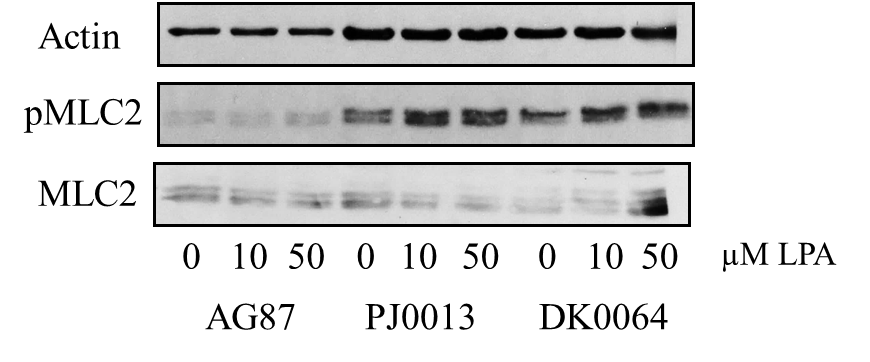 Actin
pMLC2
MLC2
0 10 50 0 10 50 0 10 50 µM LPA
AG87 PJ0013 DK0064